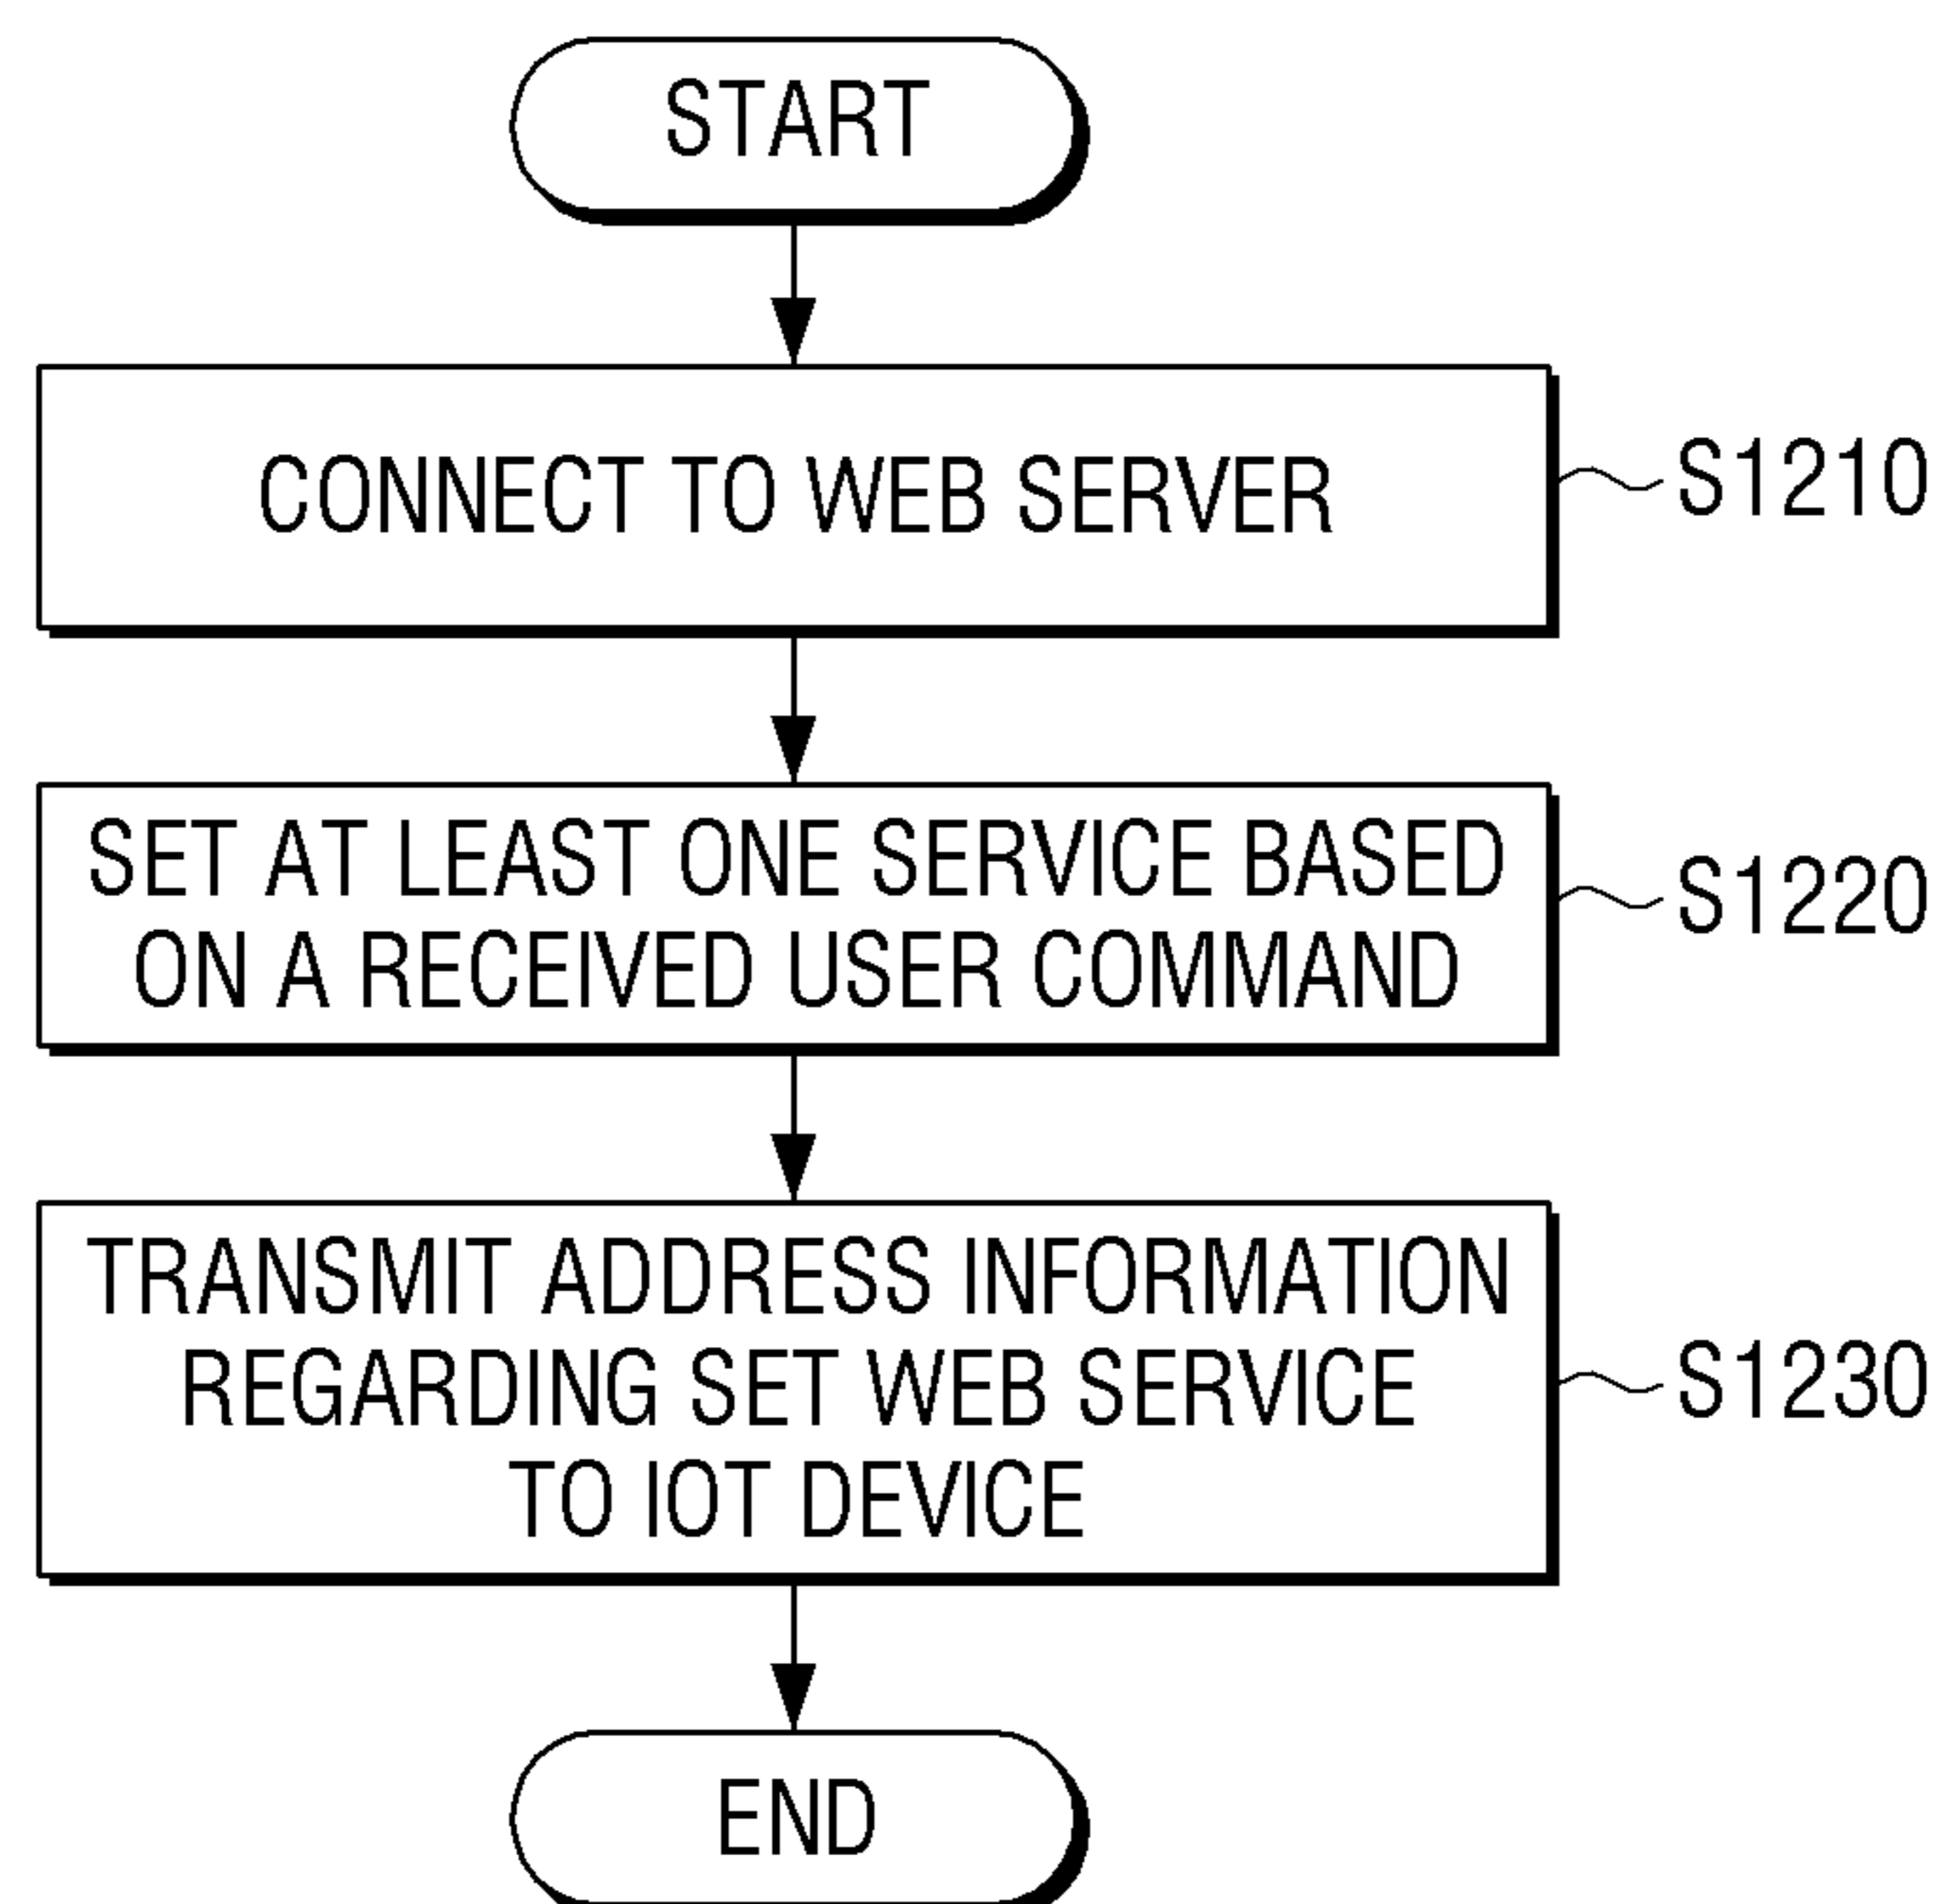 START
CONNECT TO WEB SERVER
S1210
SET AT LEAST ONE SERVICE BASED
ON A RECEIVED USER COMMAND
S1220
TRANSMIT ADDRESS INFORMATION
REGARDING SET WEB SERVICE
TO IOT DEVICE
S1230
END